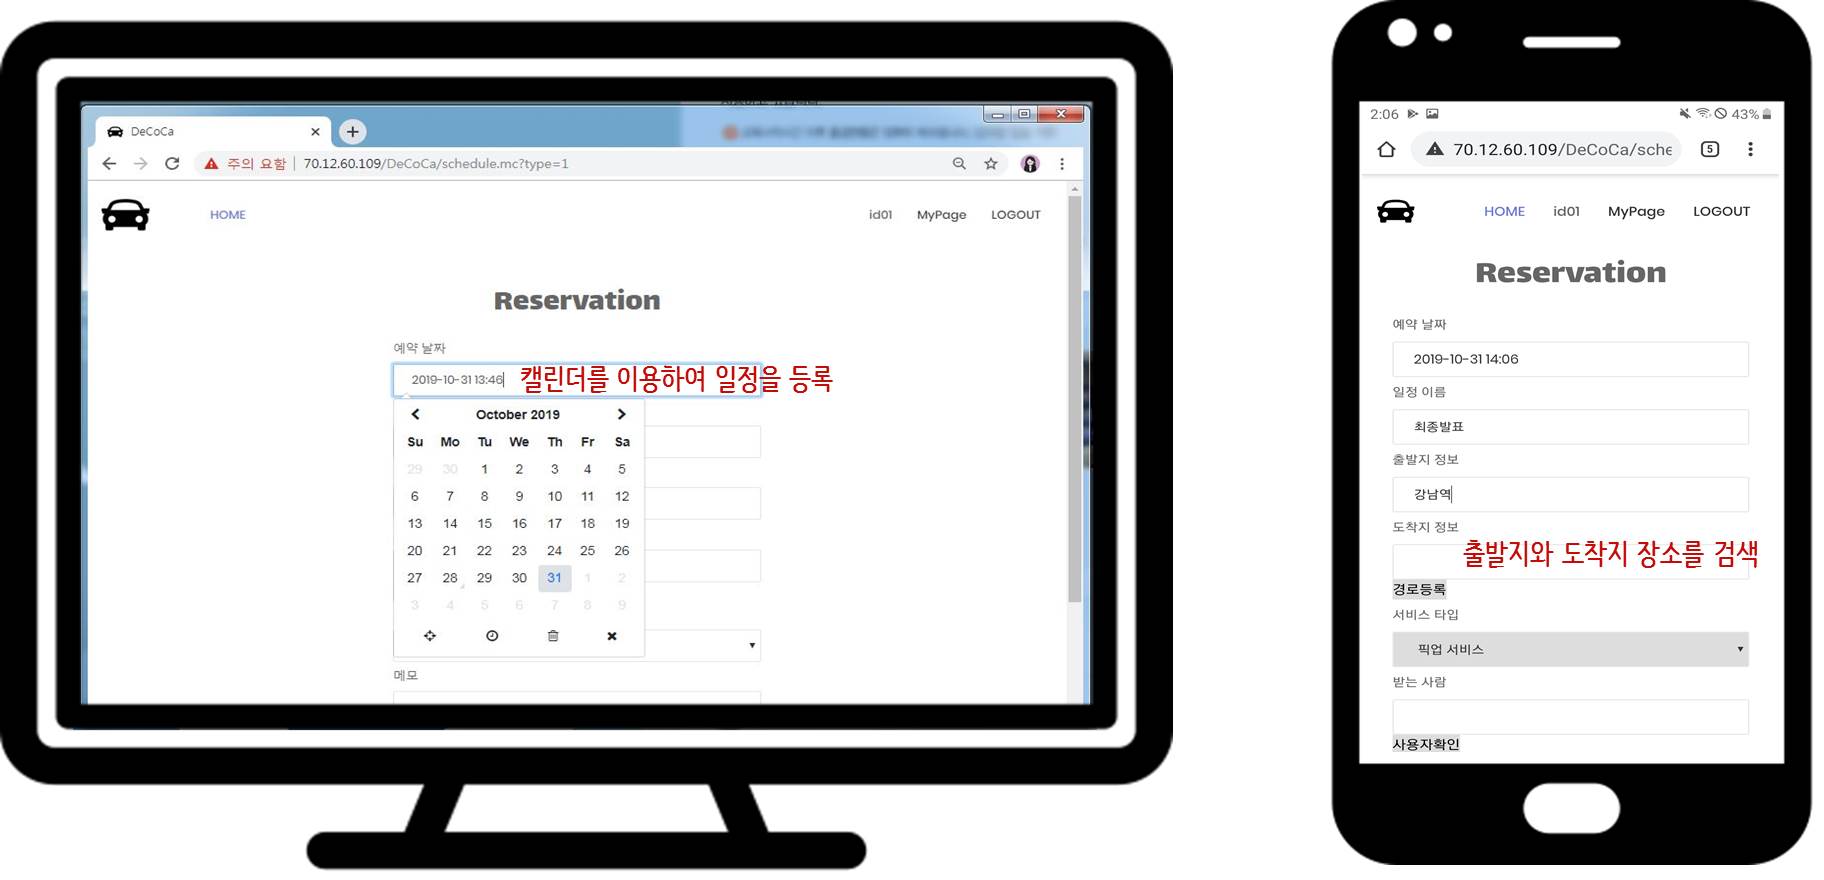 DeCoCa
주의 요함 70.12.60.109/DeCoCa/schedule.mc?type=1
HOME id01 MyPage LOGOUT
Reservation
예약 날짜
2019-10-31 13:46 캘린더를 이용하여 일정을 등록
October 2019
Su Mo Tu We Th Fr Sa
29 30 1 2 3 4 5
6 7 8 9 10 11 12
13 14 15 16 17 18 19
20 21 22 23 24 25 26
27 28 29 30 31 1 2
3 4 5 6 7 8 9
메모
2:06 43%
70.12.60.109/DeCoCa/sche 5
HOME id01 MyPage LOGOUT
Reservation
예약 날짜
2019-10-31 14:06
일정 이름
최종발표
출발지 정보
강남역
도착지 정보
출발지와 도착지 장소를 검색
경로등록
서비스 타입
픽업 서비스
받는 사람
사용자확인